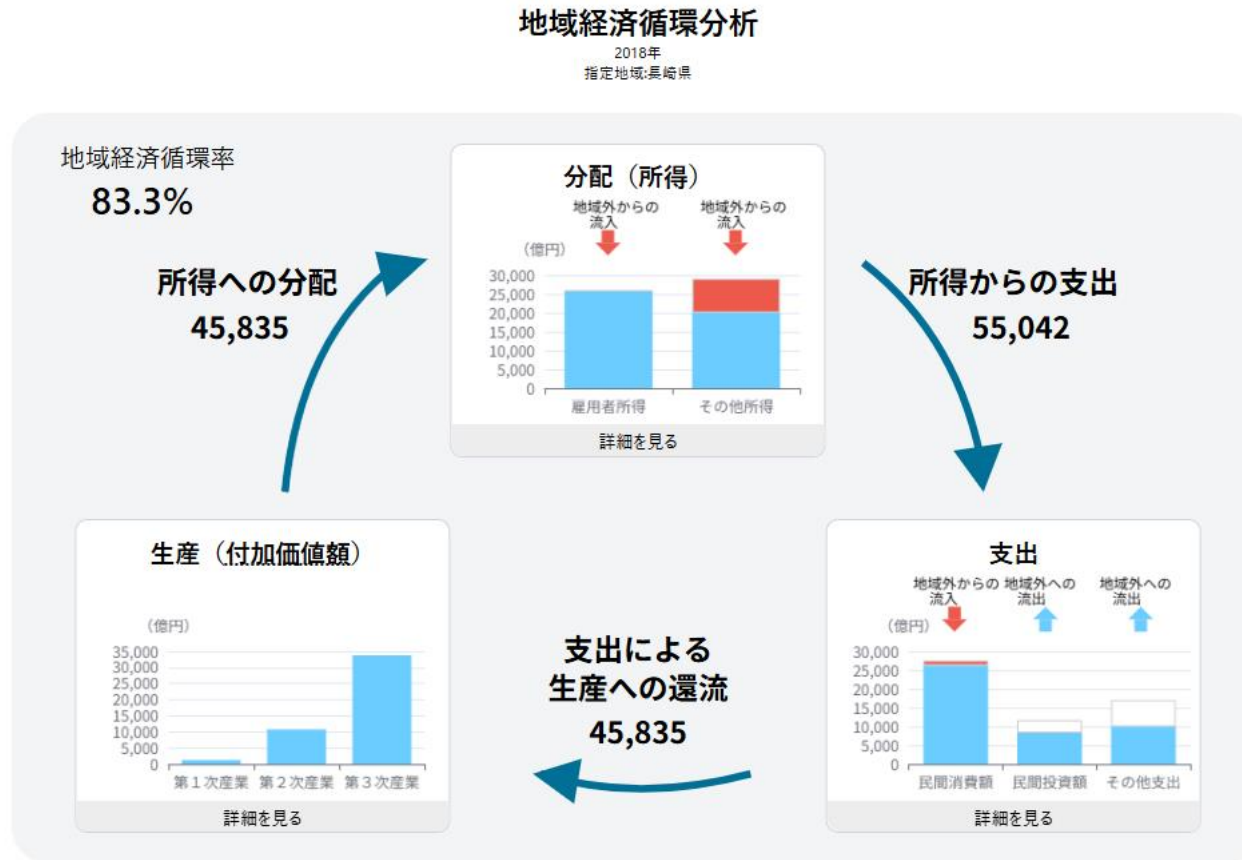 地域経済循環分析
2018年
指定地域:長崎県
地域経済循環率
83.3%
分配（所得）
地域外からの
流入
地域外からの
流入
（億円）
30,000
25,000
20,000
15,000
10,000
5,000
0
雇用者所得
その他所得
詳細を見る
所得への分配
45,835
所得からの支出
55,042
生産（付加価値額）
（億円）
35,000
30,000
25,000
20,000
15,000
10,000
5,000
0
第１次産業
第２次産業
第３次産業
詳細を見る
支出による
生産への還流
45,835
支出
地域外からの
流入
地域外への
流出
地域外への
流出
（億円）
30,000
25,000
20,000
15,000
10,000
5,000
0
民間消費額
民間投資額
その他支出
詳細を見る